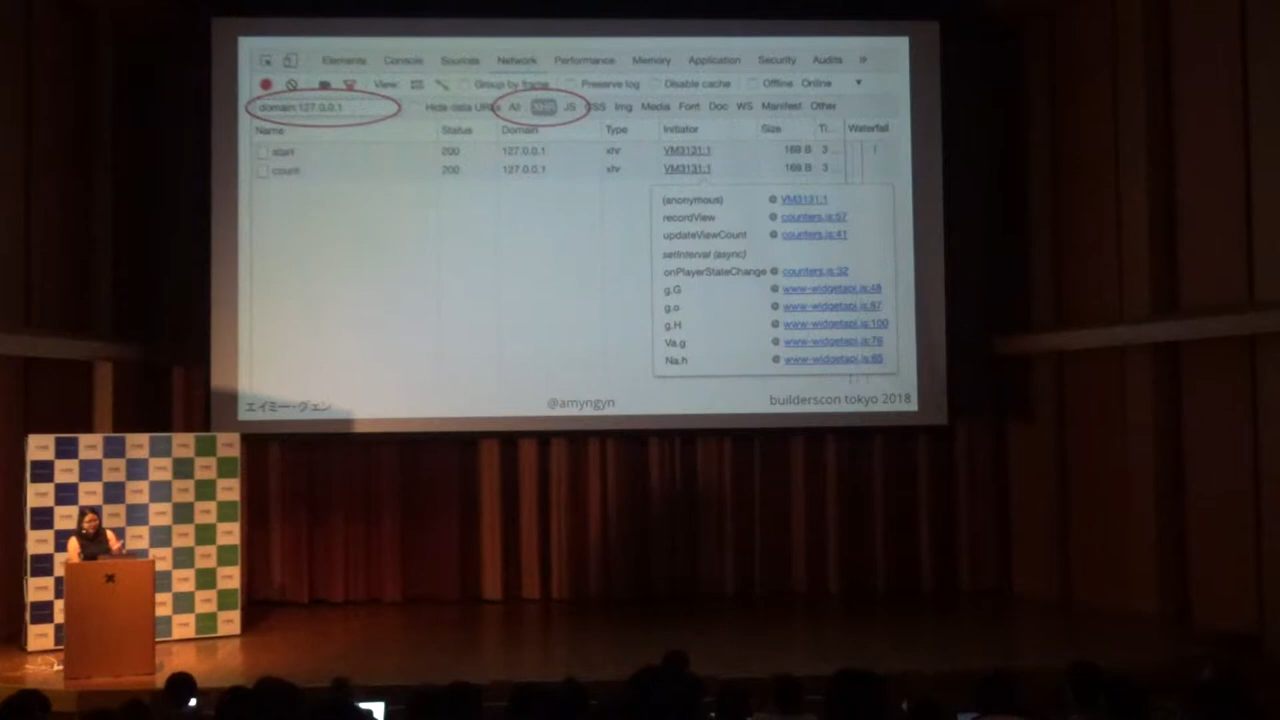 Elements Console Sources Network Performance Memory Application Security Audits »
View: Group by frame Preserve log Disable cache Offline Online
domain:127.0.0.1 Hide data URLs All XHR JS CSS Img Media Font Doc WS Manifest Other
Name Status Domain Type Initiator Size Ti... Waterfall
start 200 127.0.0.1 xhr VM3131:1 169 B 3 ...
count 200 127.0.0.1 xhr VM3131:1 169 B 3 ...
(anonymous) @ VM3131:1
recordView @ counters.js:57
updateViewCount @ counters.js:41
setInterval (async)
onPlayerStateChange @ counters.js:32
g.G @ www-widgetapi.js:48
g.o @ www-widgetapi.js:97
g.H @ www-widgetapi.js:100
Va.g @ www-widgetapi.js:76
Na.h @ www-widgetapi.js:65
エイミー・グェン @amyngyn builderscon tokyo 2018